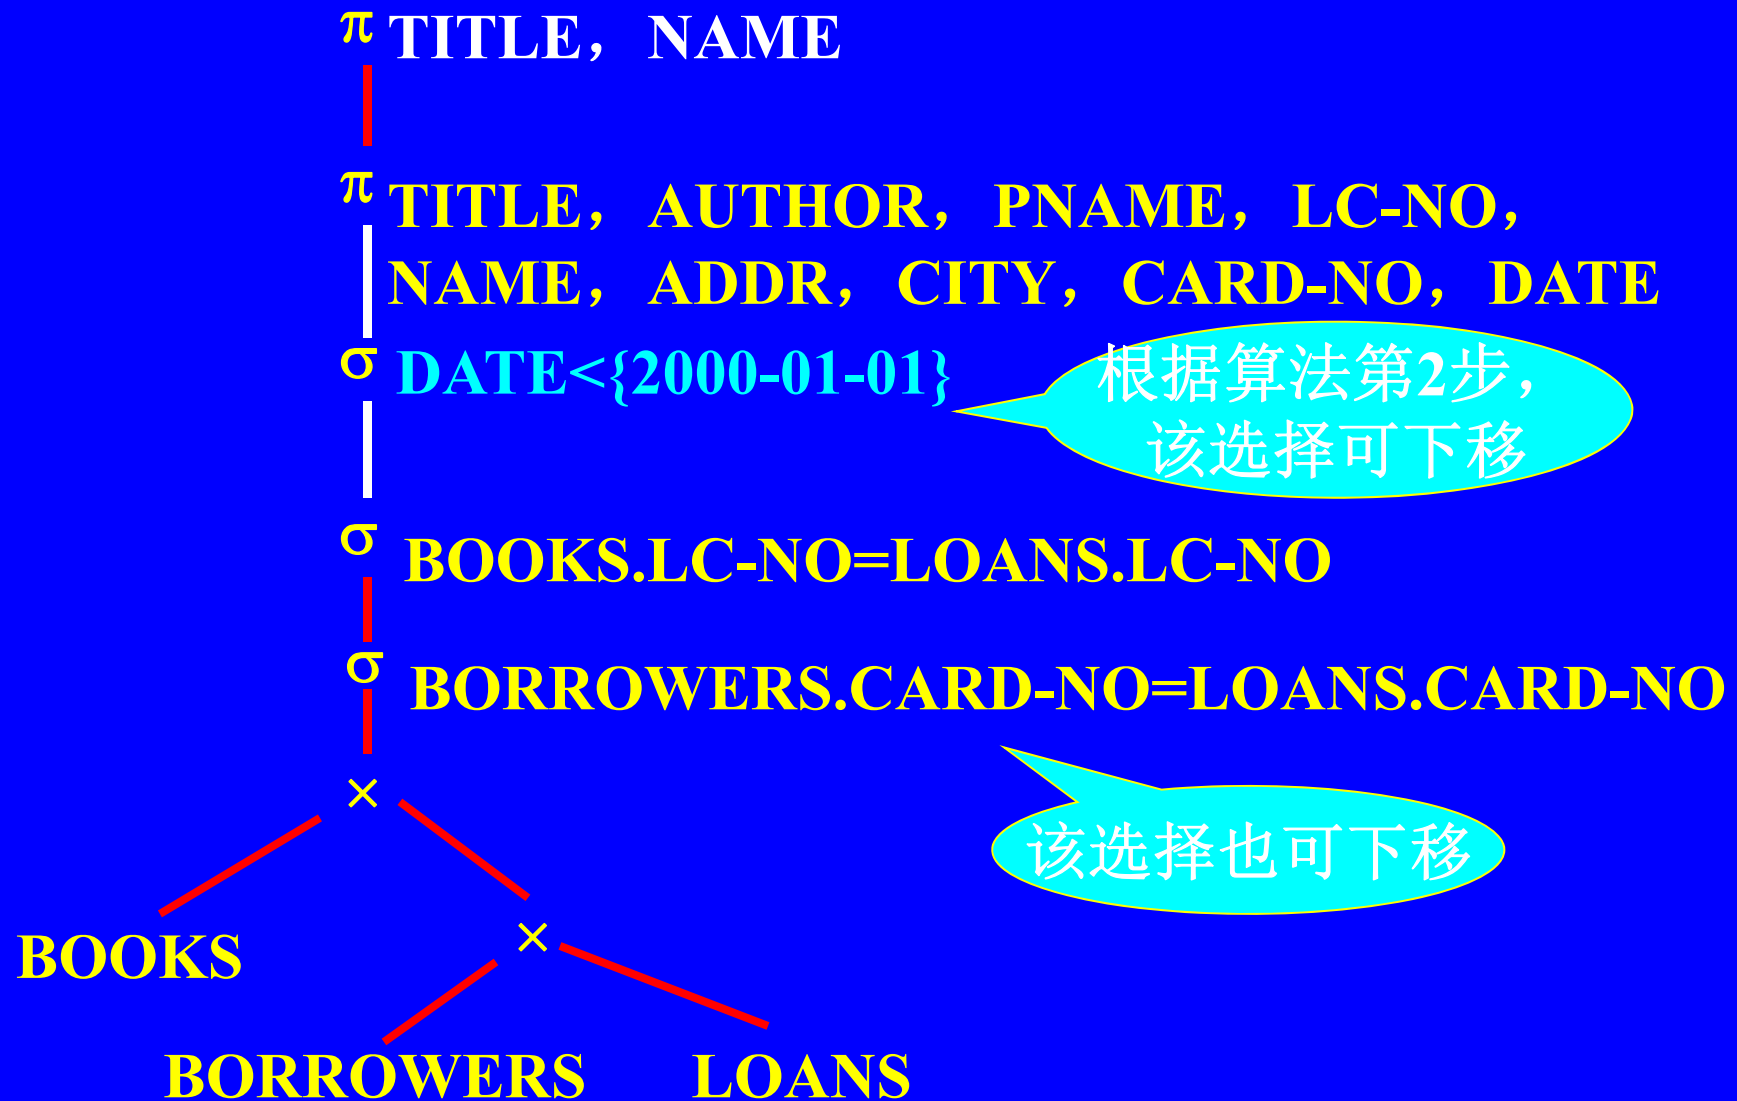 π TITLE，NAME
π TITLE，AUTHOR，PNAME，LC-NO，
NAME，ADDR，CITY，CARD-NO，DATE
σ DATE<{2000-01-01}
根据算法第2步，
该选择可下移
σ BOOKS.LC-NO=LOANS.LC-NO
σ BORROWERS.CARD-NO=LOANS.CARD-NO
×
该选择也可下移
×
BOOKS
BORROWERS LOANS